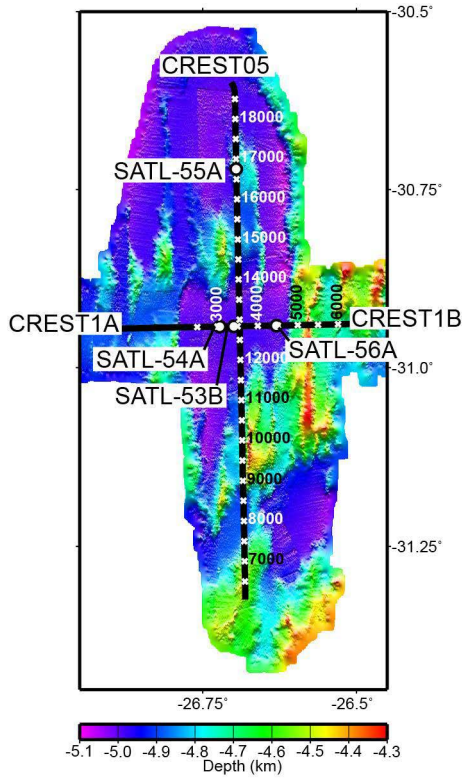 -30.5°
CREST05
18000
17000
SATL-55A
-30.75°
16000
15000
14000
3000
4000
5000
6000
CREST1A
CREST1B
SATL-54A
SATL-56A
12000
-31.0°
SATL-53B
11000
10000
9000
8000
-31.25°
7000
-26.75°
-26.5°
-5.1 -5.0 -4.9 -4.8 -4.7 -4.6 -4.5 -4.4 -4.3
Depth (km)